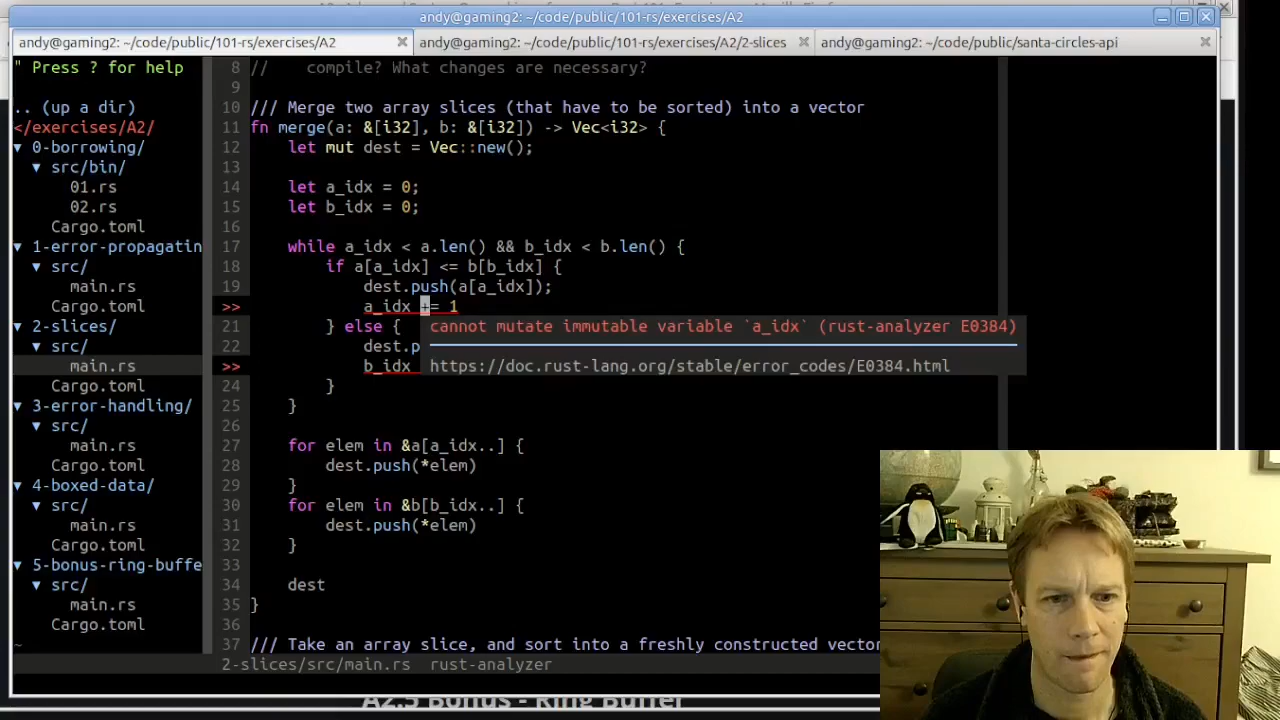 andy@gaming2: ~/code/public/101-rs/exercises/A2
andy@gaming2: ~/code/public/101-rs/exercises/A2
andy@gaming2: ~/code/public/101-rs/exercises/A2/2-slices
andy@gaming2: ~/code/public/santa-circles-api
" Press ? for help
.. (up a dir)
</exercises/A2/
▼ 0-borrowing/
▼ src/bin/
01.rs
02.rs
Cargo.toml
▼ 1-error-propagatin
▼ src/
main.rs
Cargo.toml
▼ 2-slices/
▼ src/
main.rs
Cargo.toml
▼ 3-error-handling/
▼ src/
main.rs
Cargo.toml
▼ 4-boxed-data/
▼ src/
main.rs
Cargo.toml
▼ 5-bonus-ring-buffe
▼ src/
main.rs
Cargo.toml
~
8 //    compile? What changes are necessary?
9
10 /// Merge two array slices (that have to be sorted) into a vector
11 fn merge(a: &[i32], b: &[i32]) -> Vec<i32> {
12     let mut dest = Vec::new();
13
14     let a_idx = 0;
15     let b_idx = 0;
16
17     while a_idx < a.len() && b_idx < b.len() {
18         if a[a_idx] <= b[b_idx] {
19             dest.push(a[a_idx]);
>>             a_idx += 1
21         } else {
cannot mutate immutable variable `a_idx` (rust-analyzer E0384)
22             dest.p
>>             b_idx
https://doc.rust-lang.org/stable/error_codes/E0384.html
24         }
25     }
26
27     for elem in &a[a_idx..] {
28         dest.push(*elem)
29     }
30     for elem in &b[b_idx..] {
31         dest.push(*elem)
32     }
33
34     dest
35 }
36
37 /// Take an array slice, and sort into a freshly constructed vector
2-slices/src/main.rs  rust-analyzer
A2.5 Bonus - Ring Buffer